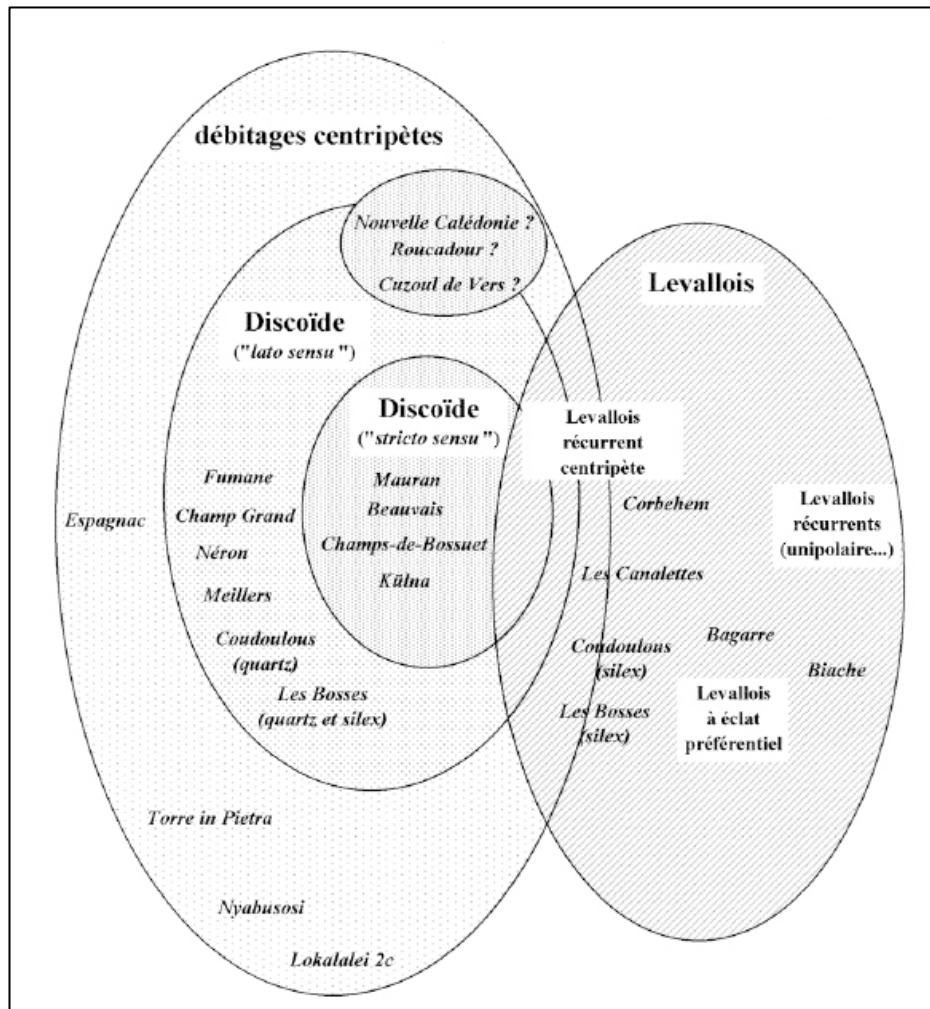 débitages centripètes
Nouvelle Calédonie ?
Roucadour ?
Cuzoul de Vers ?
Levallois
Discoïde
("lato sensu")
Discoïde
("stricto sensu")
Levallois
récurrent
centripète
Fumane
Mauran
Corbehem
Levallois
récurrents
(unipolaire...)
Espagnac
Champ Grand
Beauvais
Néron
Champs-de-Bossuet
Meillers
Külna
Les Canalettes
Coudoulous
(quartz)
Bagarre
Coudoulous
(silex)
Biache
Les Bosses
(quartz et silex)
Les Bosses
(silex)
Levallois
à éclat
préférentiel
Torre in Pietra
Nyabusosi
Lokalalei 2c